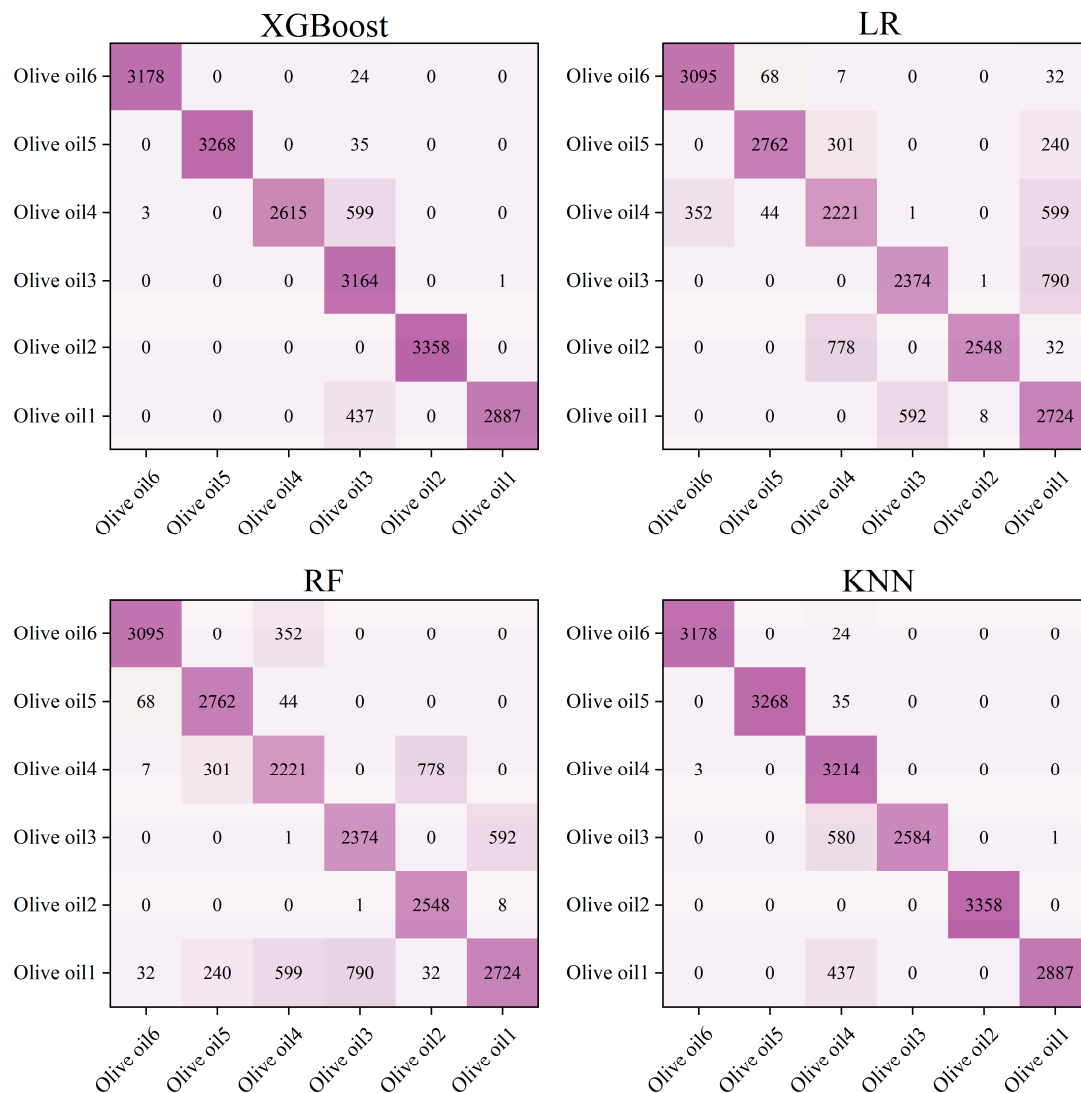 XGBoost
Olive oil6 3178 0 0 24 0 0
Olive oil5 0 3268 0 35 0 0
Olive oil4 3 0 2615 599 0 0
Olive oil3 0 0 0 3164 0 1
Olive oil2 0 0 0 0 3358 0
Olive oil1 0 0 0 437 0 2887
Olive oil6 Olive oil5 Olive oil4 Olive oil3 Olive oil2 Olive oil1
LR
Olive oil6 3095 68 7 0 0 32
Olive oil5 0 2762 301 0 0 240
Olive oil4 352 44 2221 1 0 599
Olive oil3 0 0 0 2374 1 790
Olive oil2 0 0 778 0 2548 32
Olive oil1 0 0 0 592 8 2724
Olive oil6 Olive oil5 Olive oil4 Olive oil3 Olive oil2 Olive oil1
RF
Olive oil6 3095 0 352 0 0 0
Olive oil5 68 2762 44 0 0 0
Olive oil4 7 301 2221 0 778 0
Olive oil3 0 0 1 2374 0 592
Olive oil2 0 0 0 1 2548 8
Olive oil1 32 240 599 790 32 2724
Olive oil6 Olive oil5 Olive oil4 Olive oil3 Olive oil2 Olive oil1
KNN
Olive oil6 3178 0 24 0 0 0
Olive oil5 0 3268 35 0 0 0
Olive oil4 3 0 3214 0 0 0
Olive oil3 0 0 580 2584 0 1
Olive oil2 0 0 0 0 3358 0
Olive oil1 0 0 437 0 0 2887
Olive oil6 Olive oil5 Olive oil4 Olive oil3 Olive oil2 Olive oil1